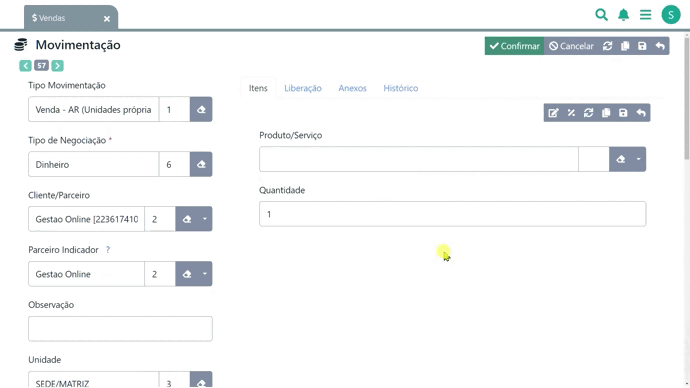 $ Vendas ×
S
Movimentação
Confirmar Cancelar
57
Tipo Movimentação
Venda - AR (Unidades própria 1
Tipo de Negociação *
Dinheiro 6
Cliente/Parceiro
Gestao Online [223617410 2
Parceiro Indicador ?
Gestao Online 2
Observação
Unidade
SEDE/MATRIZ 3
Itens Liberação Anexos Histórico
Produto/Serviço
Quantidade
1